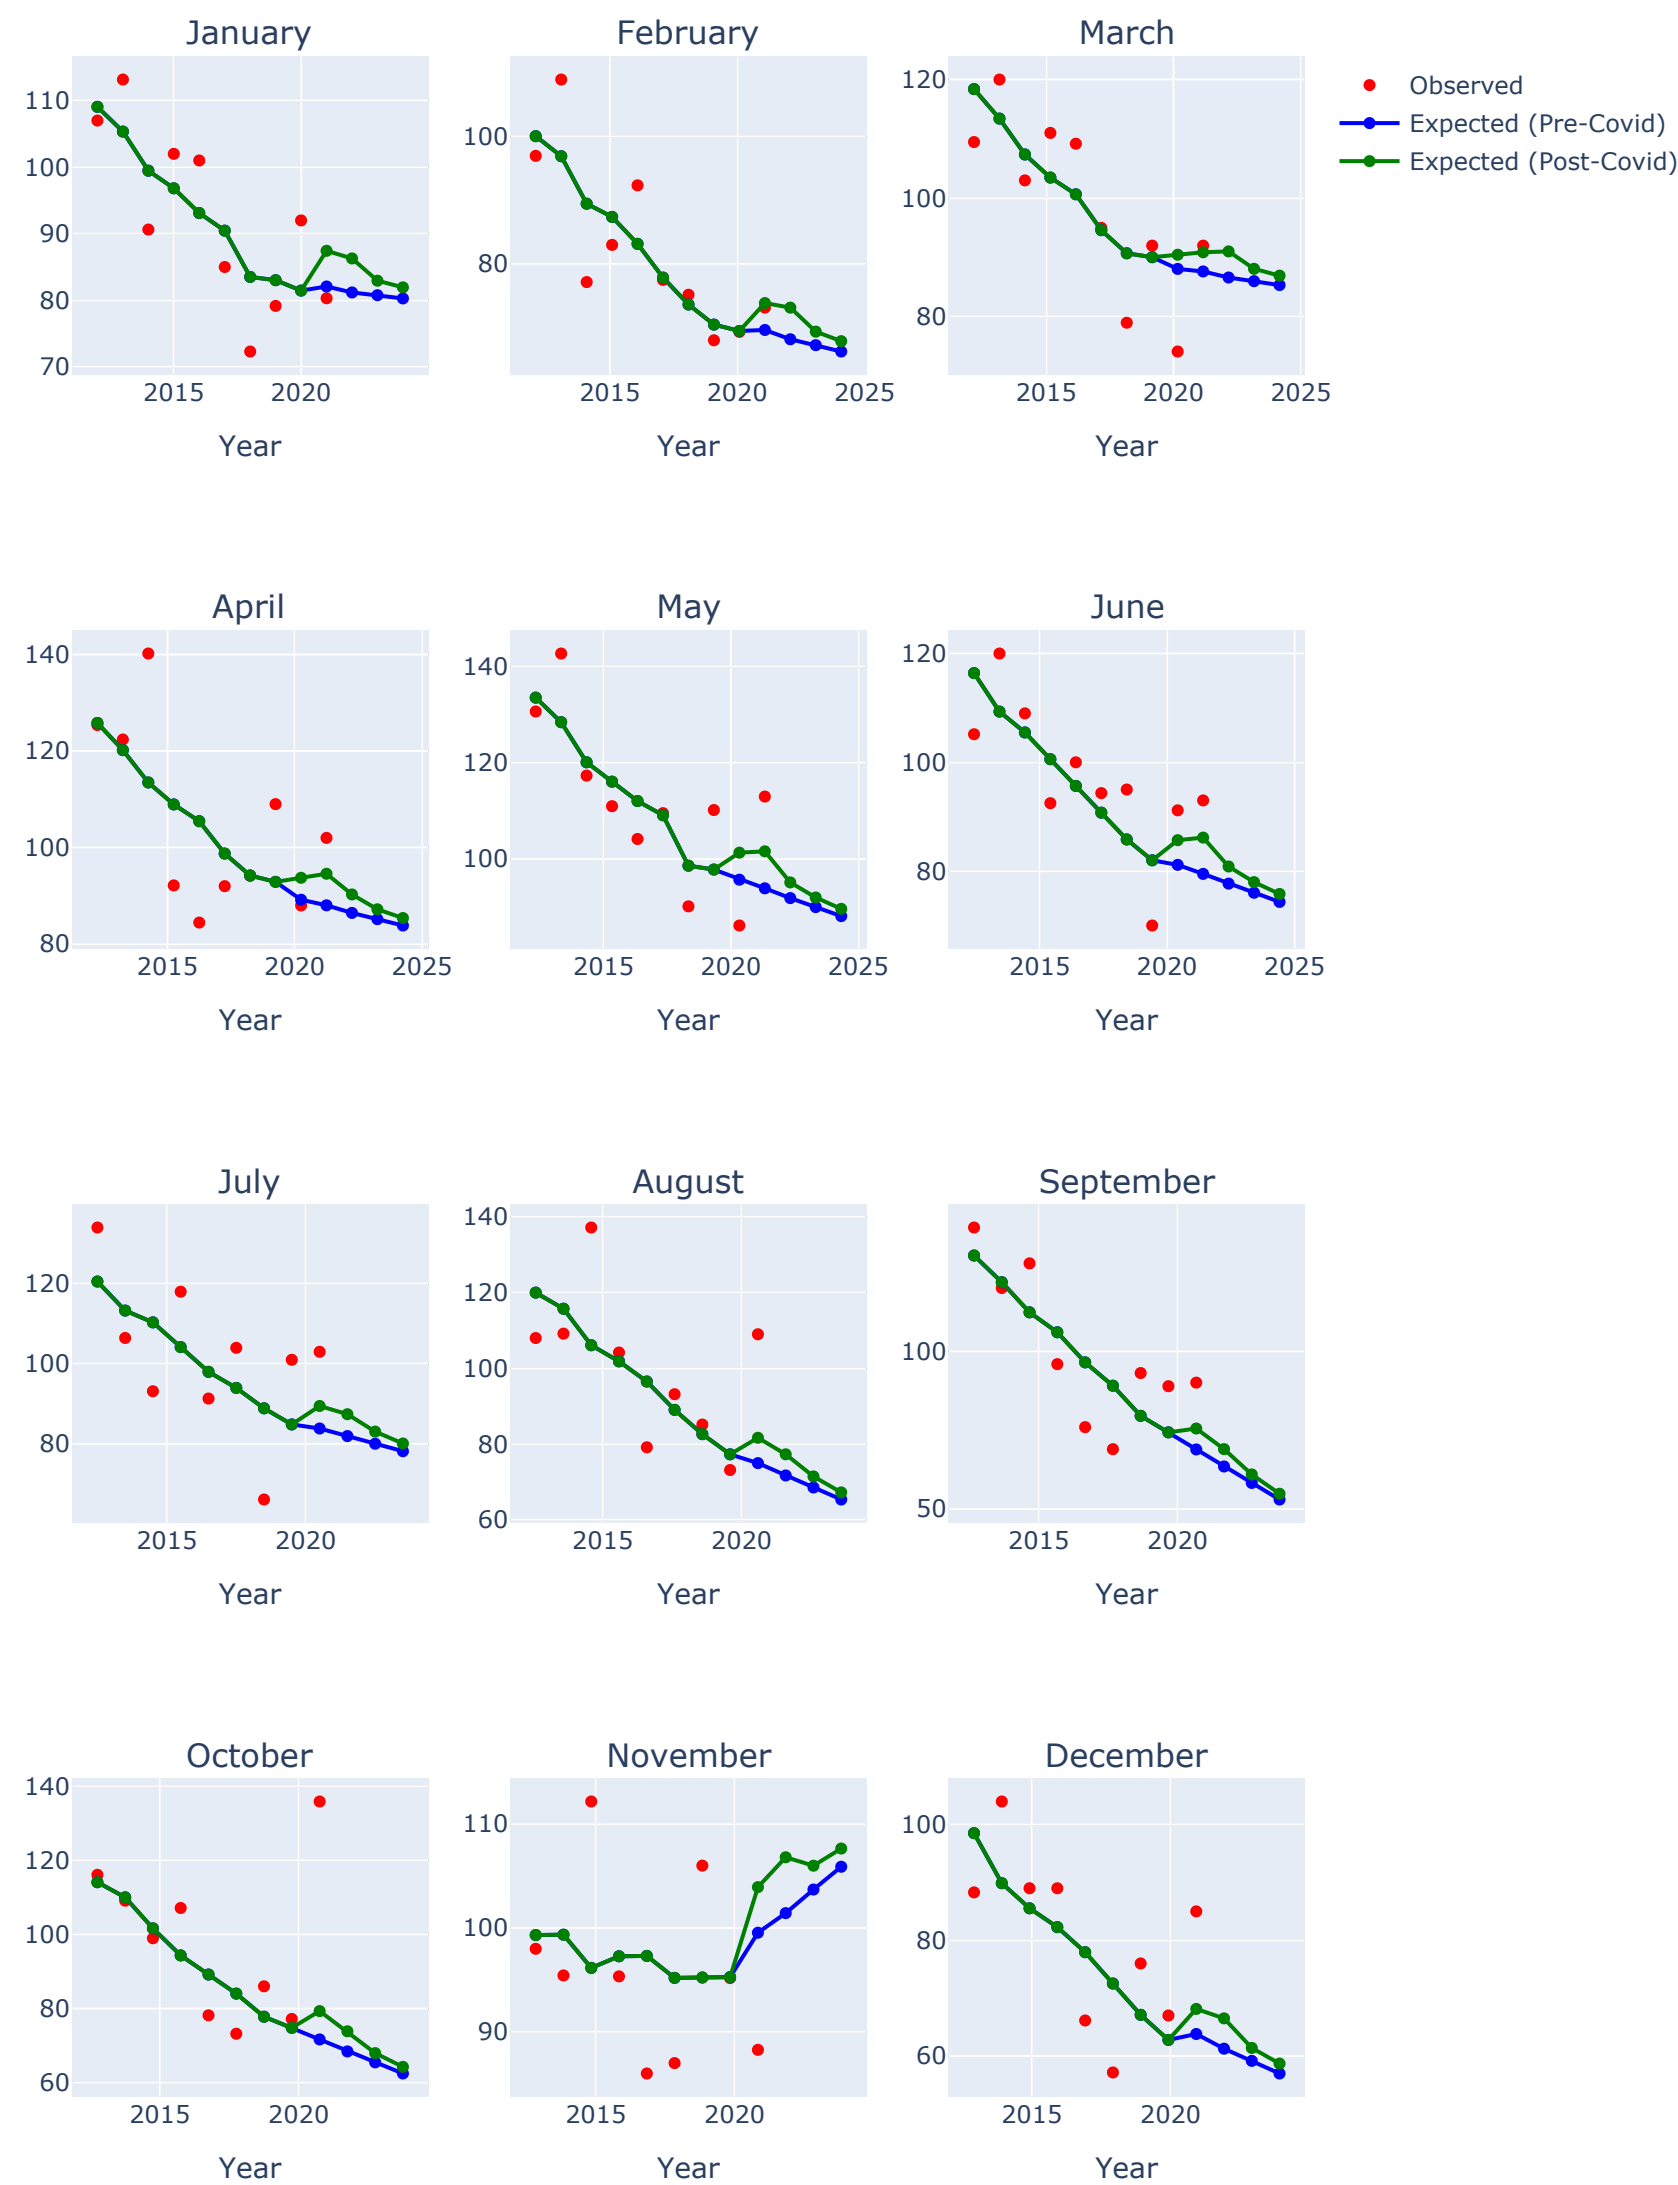 January
February
March
Observed
Expected (Pre-Covid)
Expected (Post-Covid)
110
100
90
80
70
2015
2020
Year
100
80
2015
2020
2025
Year
120
100
80
2015
2020
2025
Year
April
May
June
140
120
100
80
2015
2020
2025
Year
140
120
100
2015
2020
2025
Year
120
100
80
2015
2020
2025
Year
July
August
September
120
100
80
2015
2020
Year
140
120
100
80
60
2015
2020
Year
100
50
2015
2020
Year
October
November
December
140
120
100
80
60
2015
2020
Year
110
100
90
2015
2020
Year
100
80
60
2015
2020
Year